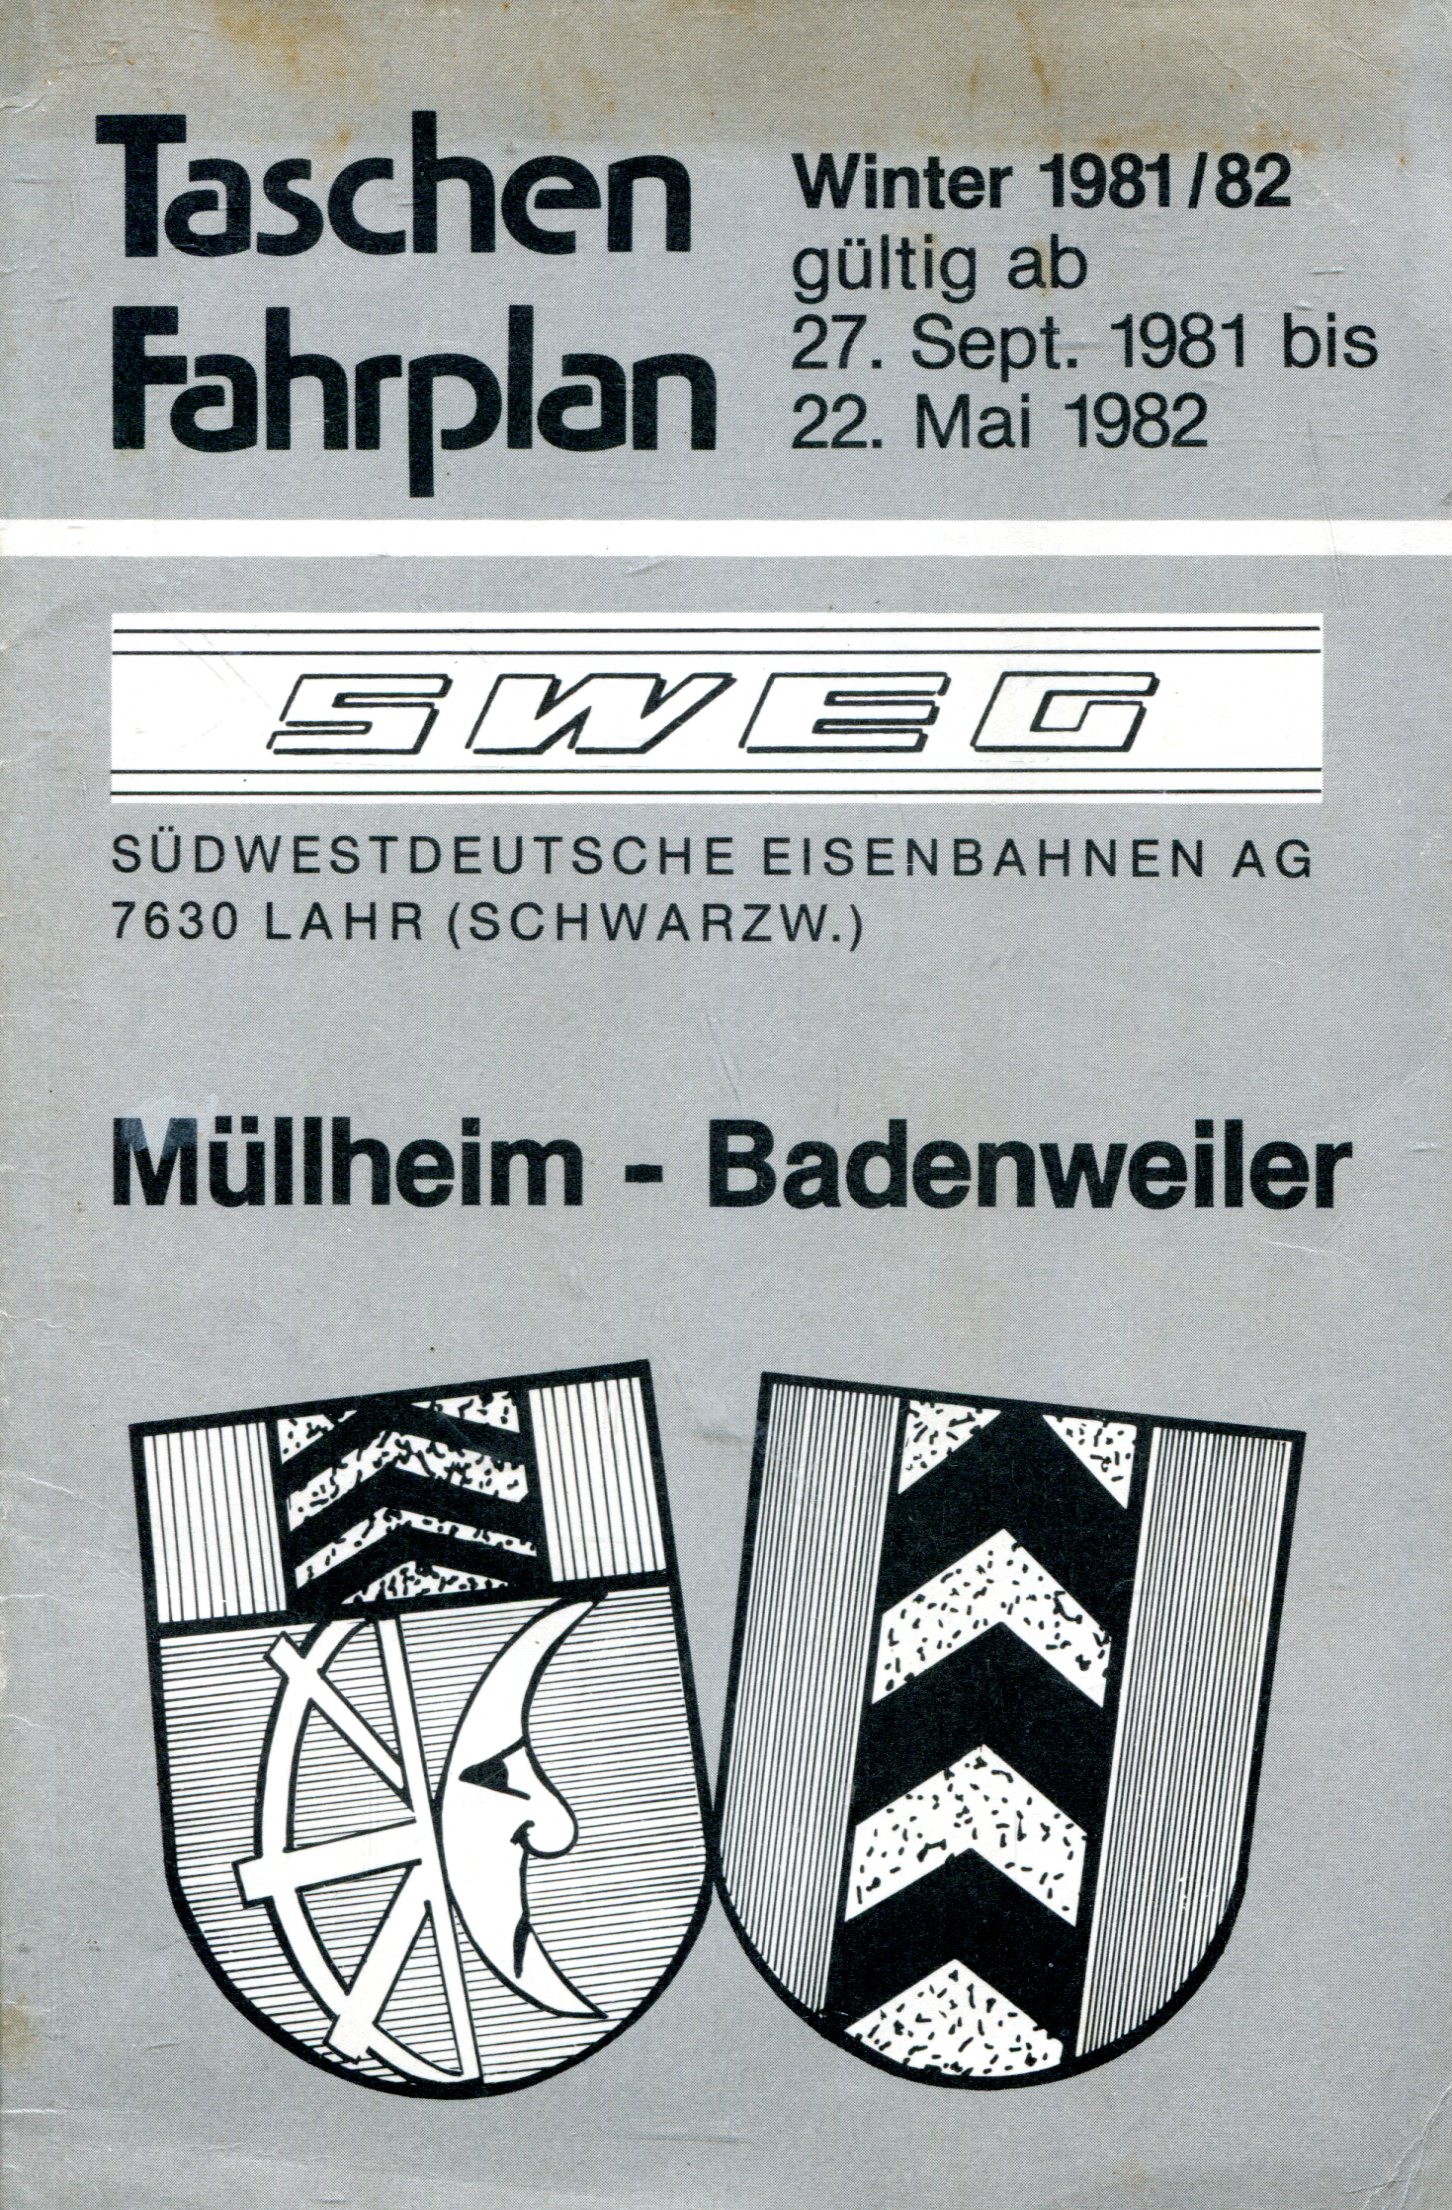 Taschen
Fahrplan
Winter 1981/82
gültig ab
27. Sept. 1981 bis
22. Mai 1982
SWEG
SÜDWESTDEUTSCHE EISENBAHNEN AG
7630 LAHR (SCHWARZW.)
Müllheim - Badenweiler